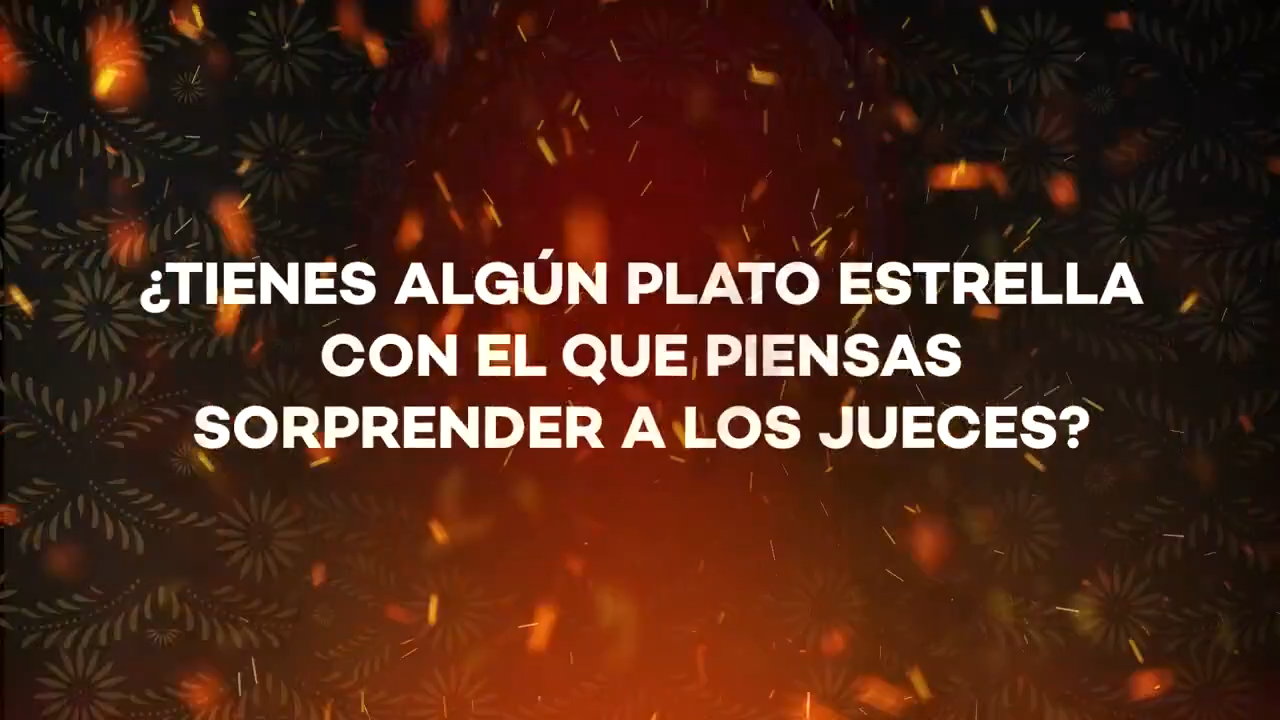 ¿TIENES ALGÚN PLATO ESTRELLA
CON EL QUE PIENSAS
SORPRENDER A LOS JUECES?